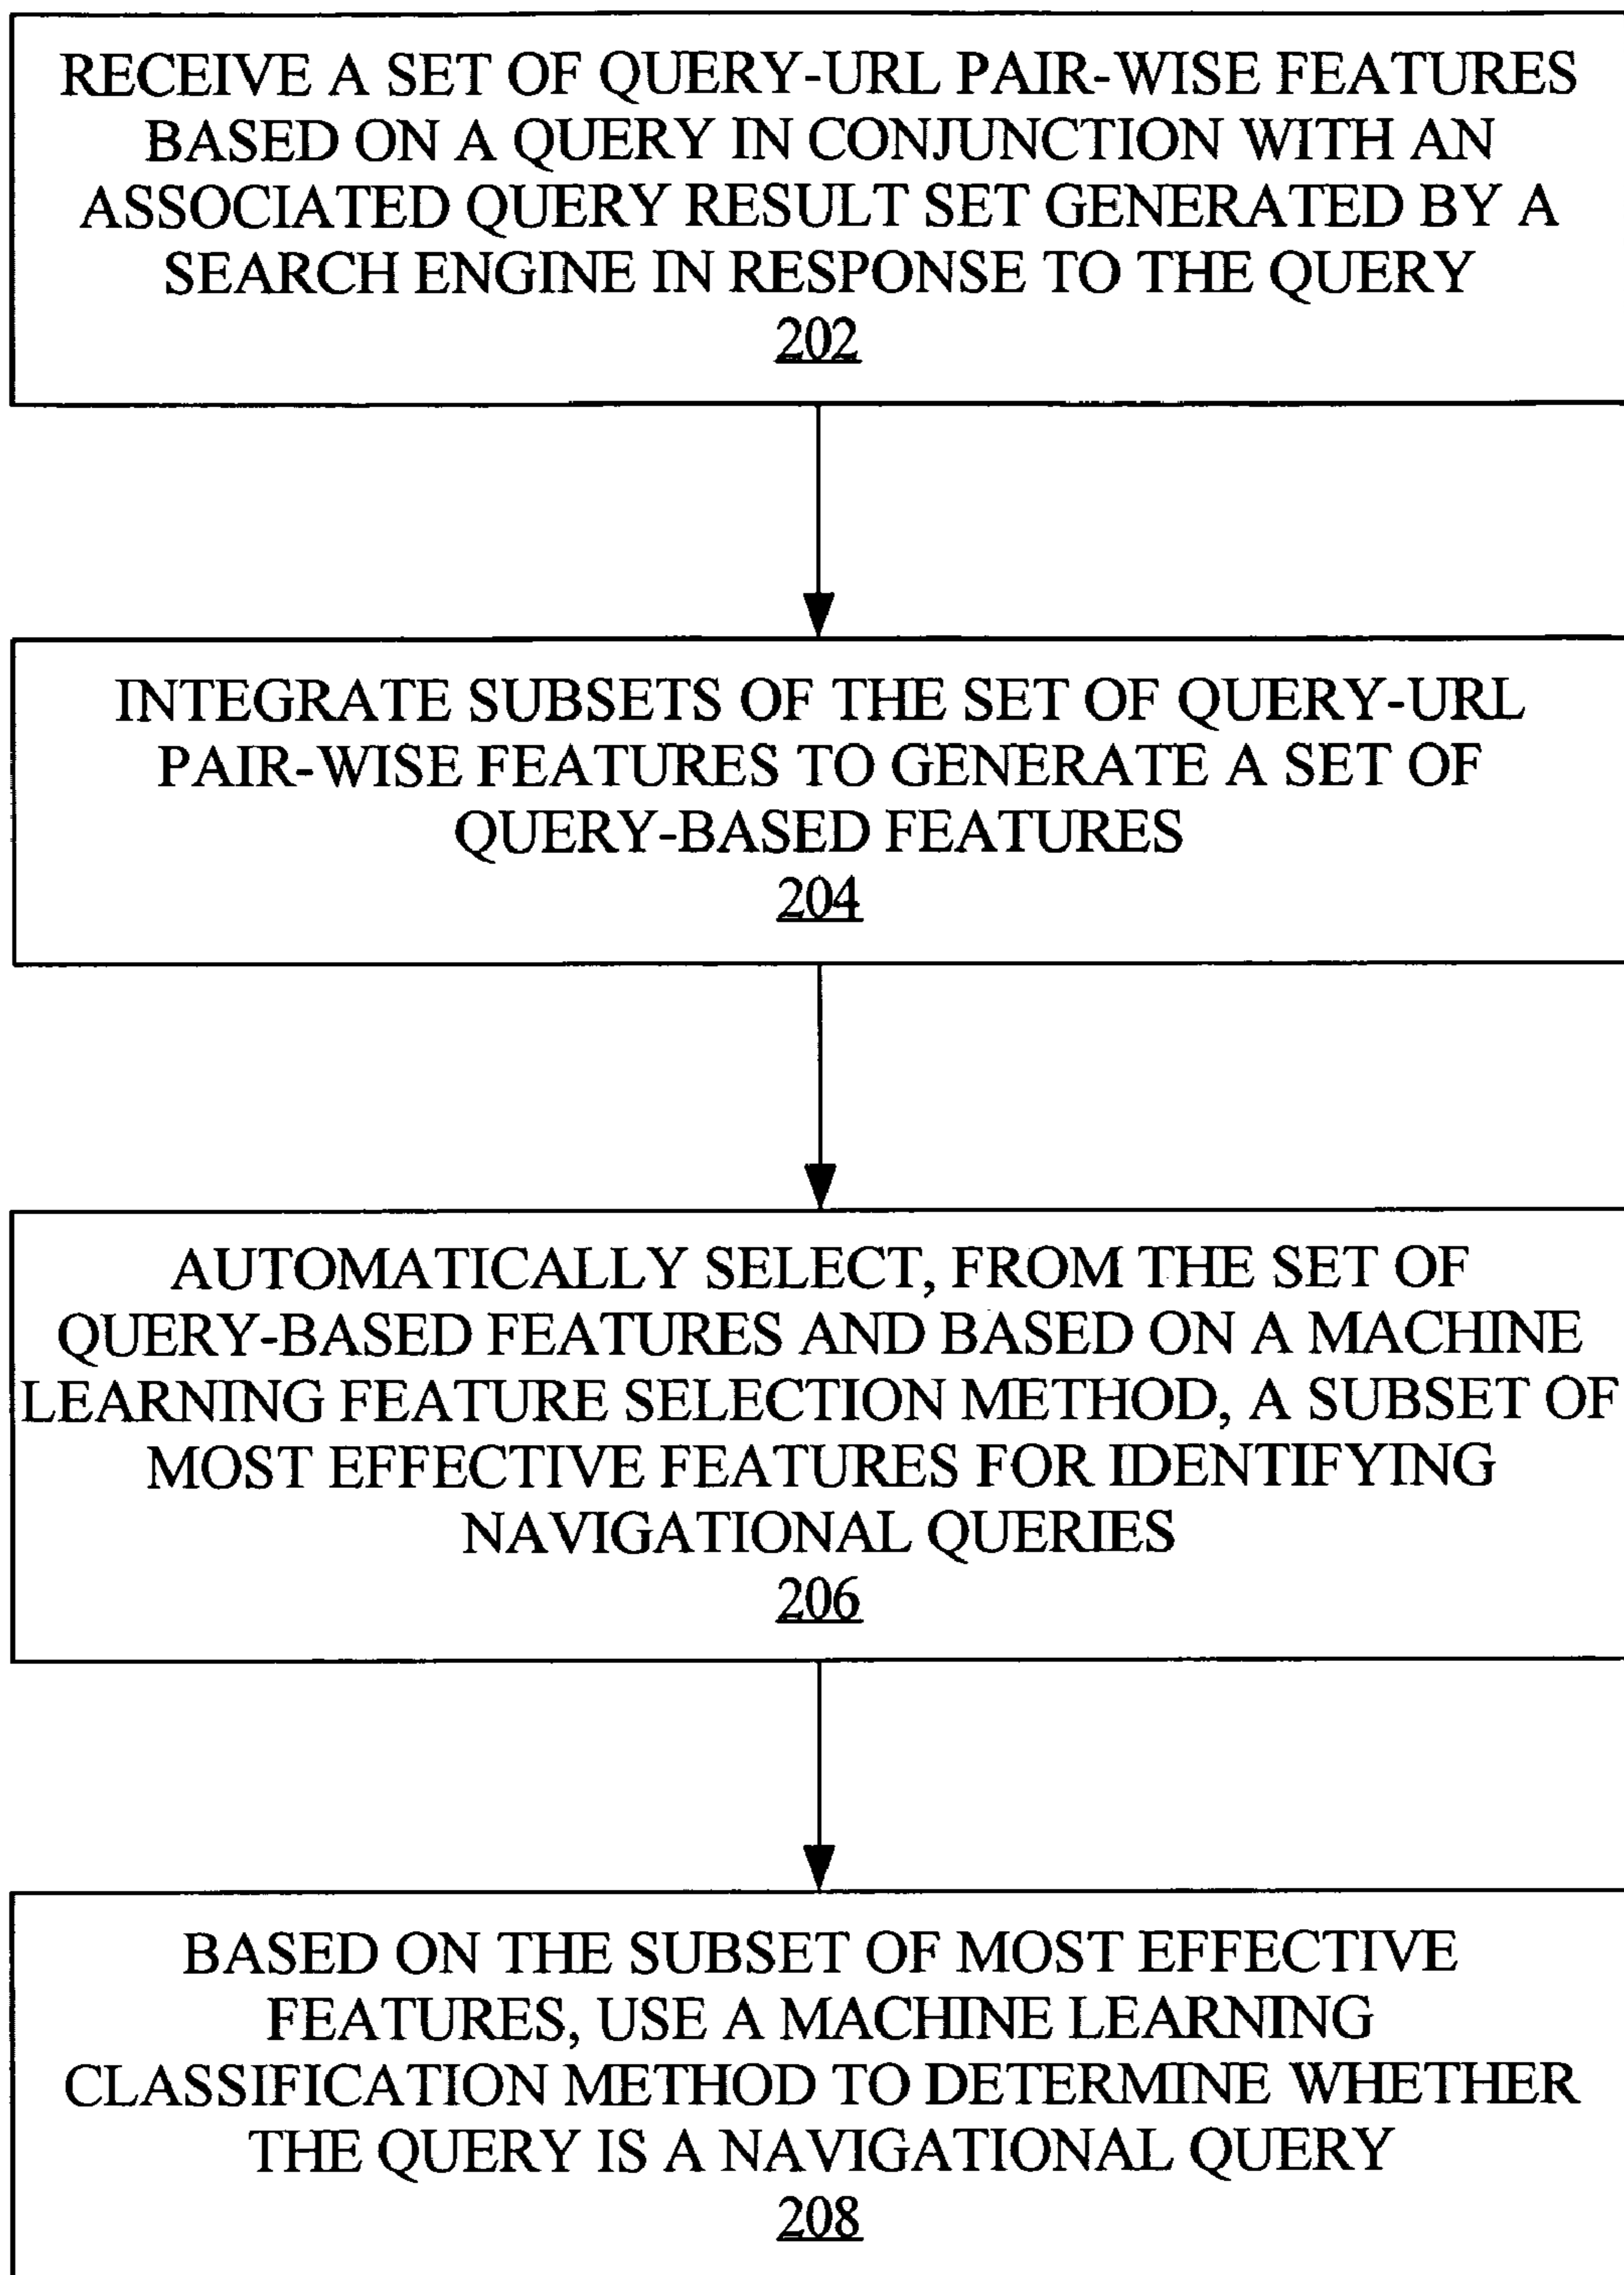 RECEIVE A SET OF QUERY-URL PAIR-WISE FEATURES
BASED ON A QUERY IN CONJUNCTION WITH AN
ASSOCIATED QUERY RESULT SET GENERATED BY A
SEARCH ENGINE IN RESPONSE TO THE QUERY
202
INTEGRATE SUBSETS OF THE SET OF QUERY-URL
PAIR-WISE FEATURES TO GENERATE A SET OF
QUERY-BASED FEATURES
204
AUTOMATICALLY SELECT, FROM THE SET OF
QUERY-BASED FEATURES AND BASED ON A MACHINE
LEARNING FEATURE SELECTION METHOD, A SUBSET OF
MOST EFFECTIVE FEATURES FOR IDENTIFYING
NAVIGATIONAL QUERIES
206
BASED ON THE SUBSET OF MOST EFFECTIVE
FEATURES, USE A MACHINE LEARNING
CLASSIFICATION METHOD TO DETERMINE WHETHER
THE QUERY IS A NAVIGATIONAL QUERY
208